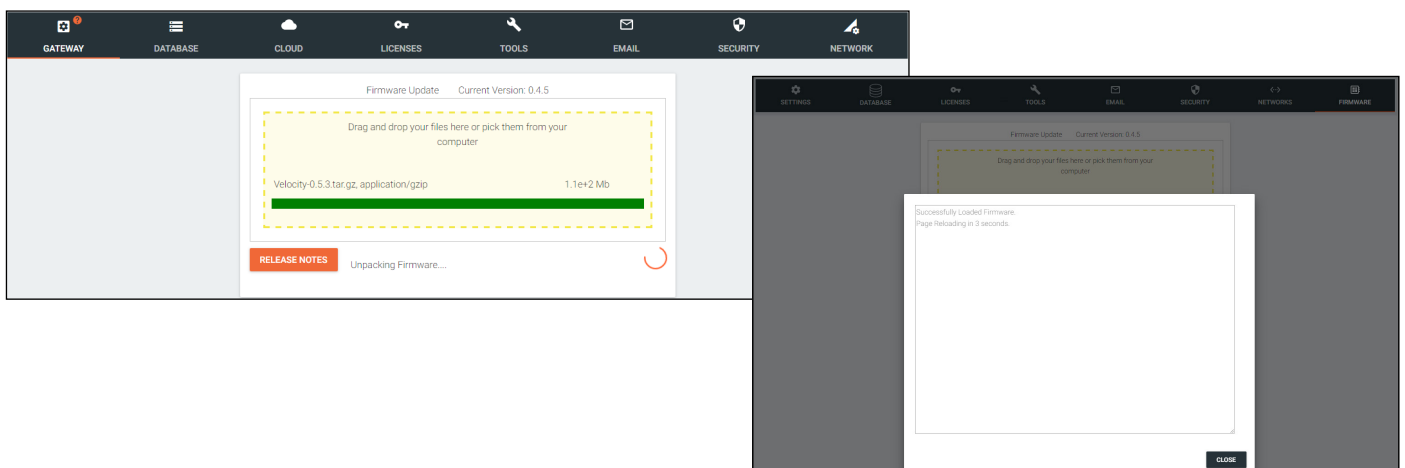 ?
GATEWAY DATABASE CLOUD LICENSES TOOLS EMAIL SECURITY NETWORK
Firmware Update Current Version: 0.4.5
Drag and drop your files here or pick them from your
computer
Velocity-0.5.3.tar.gz, application/gzip 1.1e+2 Mb
RELEASE NOTES Unpacking Firmware....
SETTINGS DATABASE LICENSES TOOLS EMAIL SECURITY NETWORKS FIRMWARE
Firmware Update Current Version: 0.4.5
Drag and drop your files here or pick them from your
computer
Successfully Loaded Firmware.
Page Reloading in 3 seconds.
CLOSE